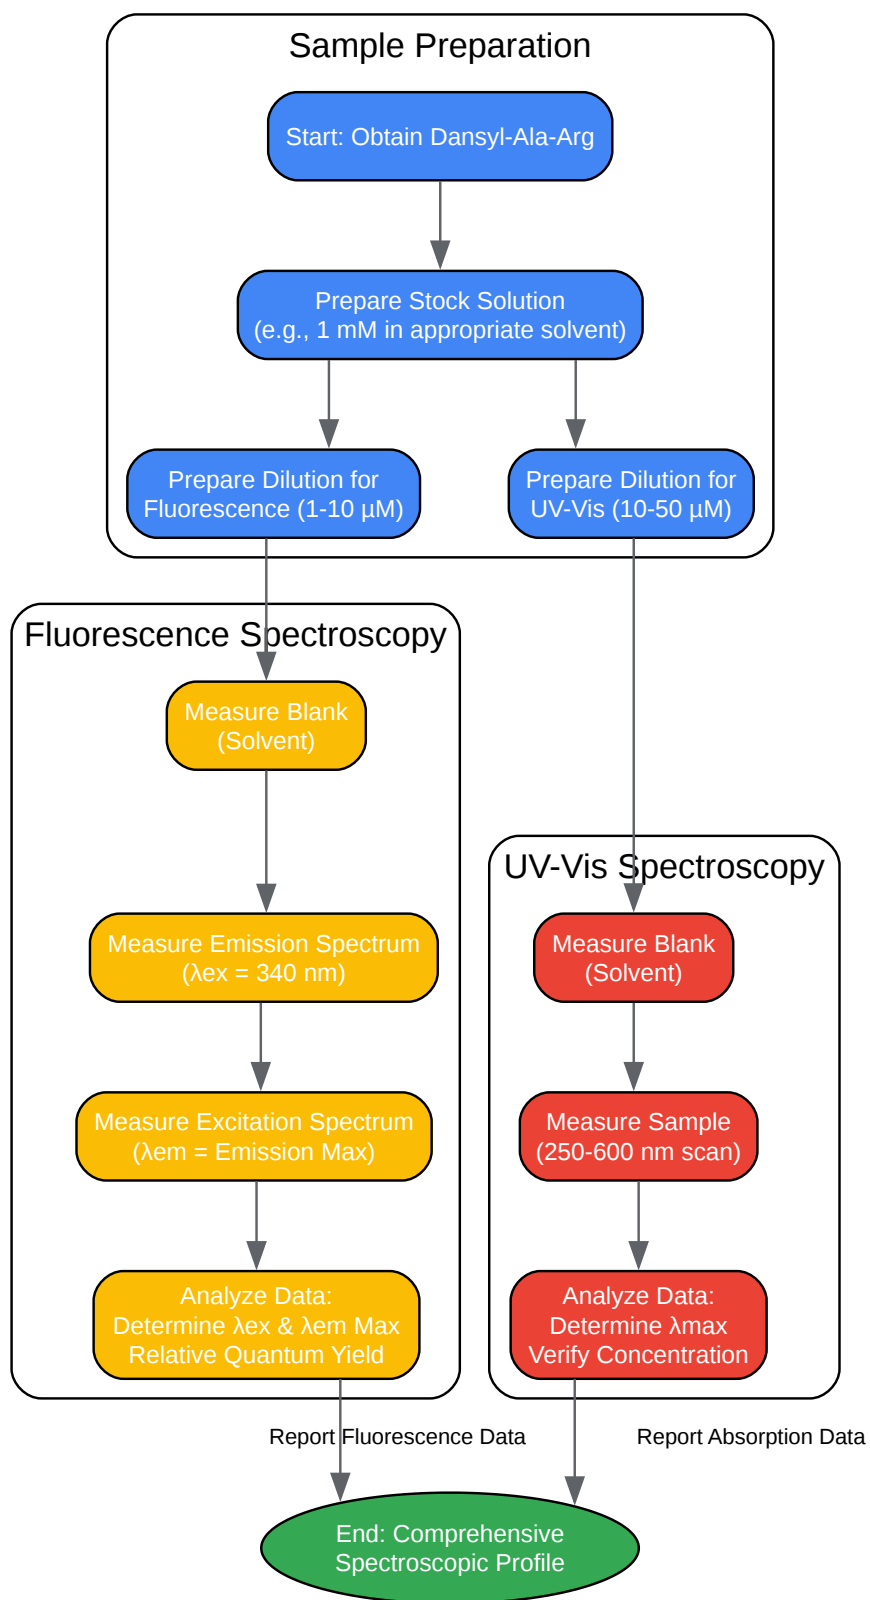 Sample Preparation
Start: Obtain Dansyl-Ala-Arg
Prepare Stock Solution
(e.g., 1 mM in appropriate solvent)
Prepare Dilution for
Fluorescence (1-10 µM)
Prepare Dilution for
UV-Vis (10-50 µM)
Fluorescence Spectroscopy
Measure Blank
(Solvent)
Measure Emission Spectrum
(λex = 340 nm)
Measure Excitation Spectrum
(λem = Emission Max)
Analyze Data:
Determine λex & λem Max
Relative Quantum Yield
UV-Vis Spectroscopy
Measure Blank
(Solvent)
Measure Sample
(250-600 nm scan)
Analyze Data:
Determine λmax
Verify Concentration
Report Fluorescence Data
Report Absorption Data
End: Comprehensive
Spectroscopic Profile